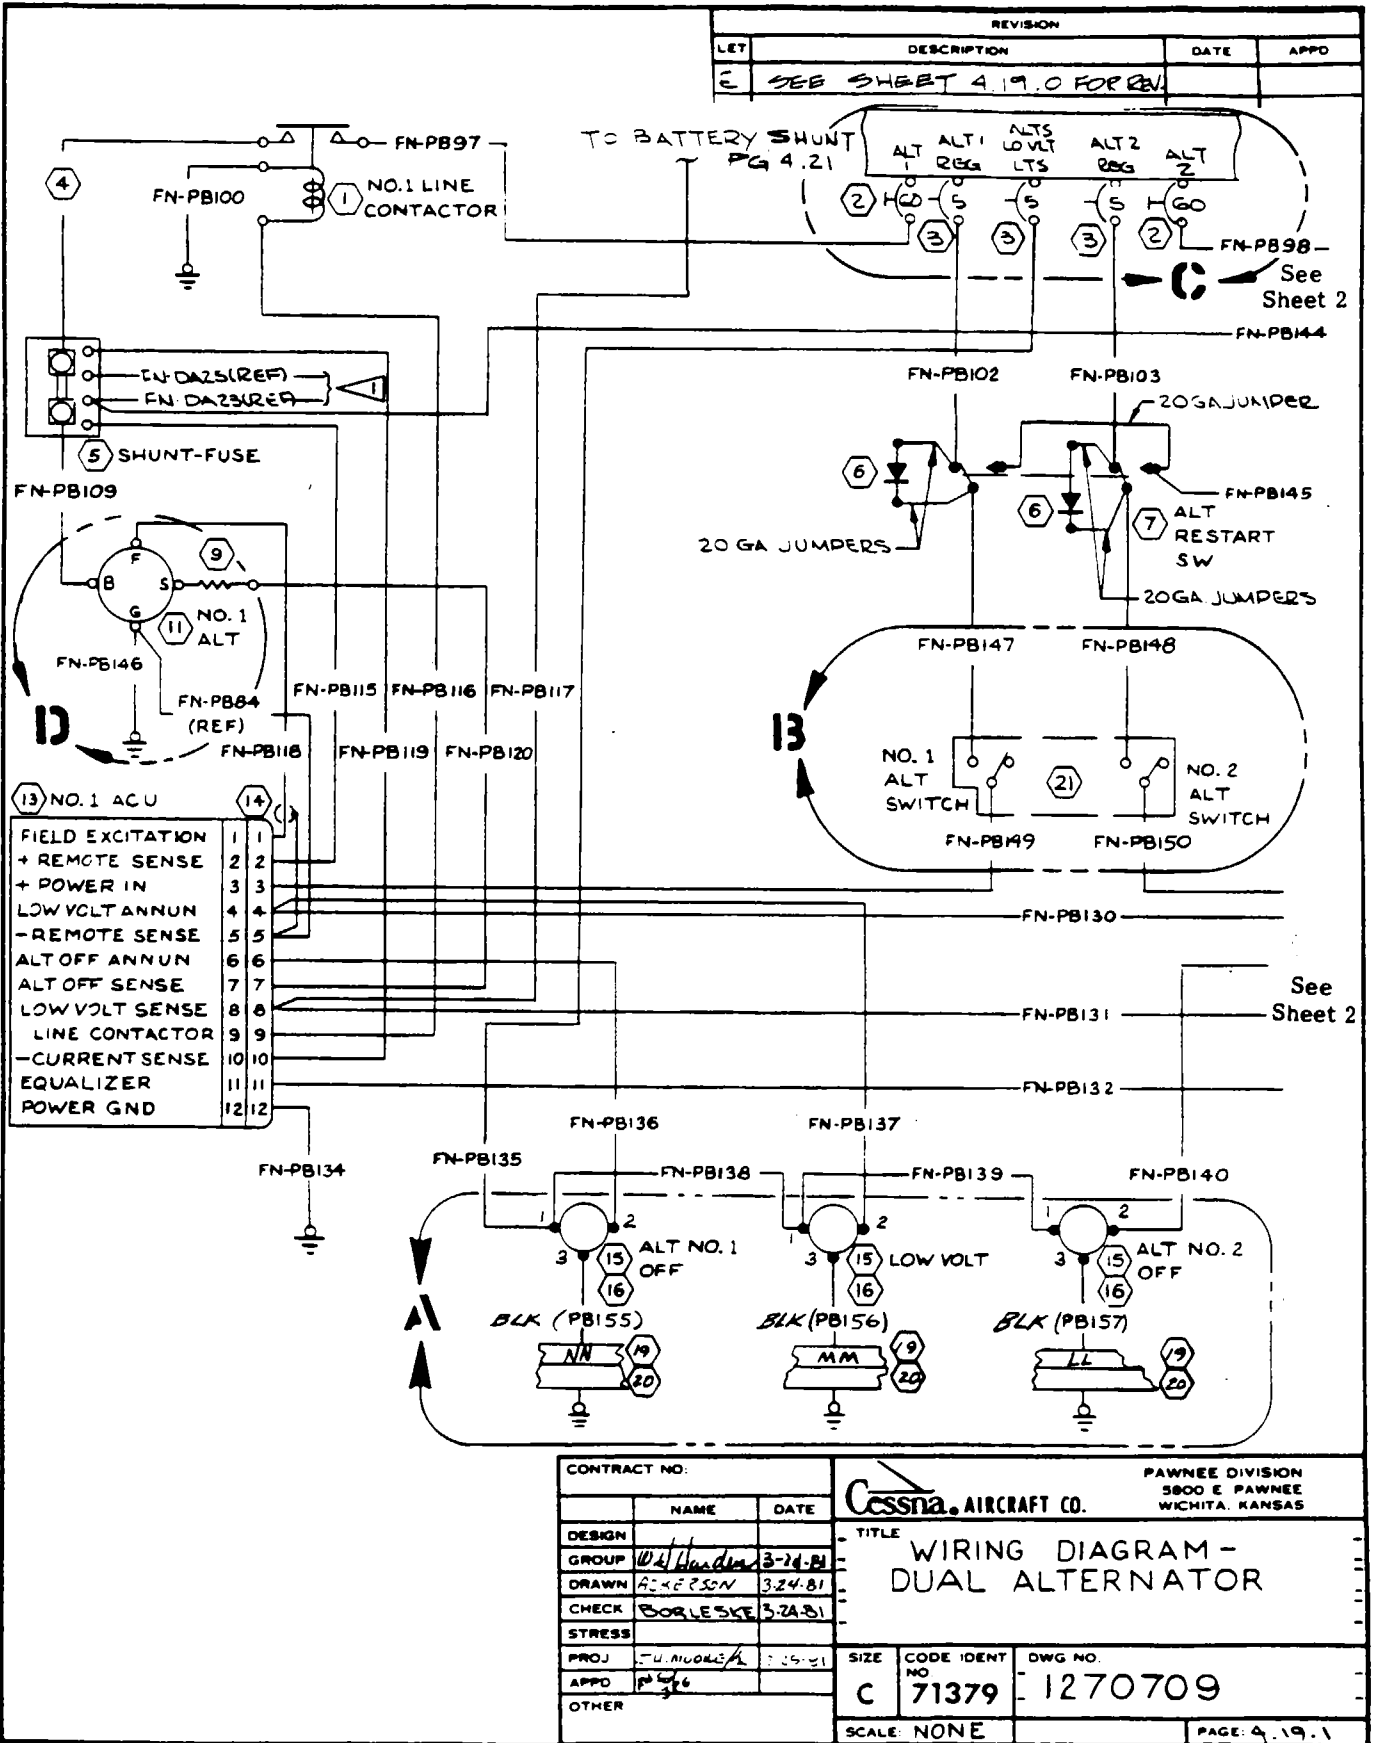 REVISION
LET DESCRIPTION DATE APPD
E SEE SHEET 4.19.0 FOR REV.
TO BATTERY SHUNT
PG 4.21
ALT 1
ALT 1 REG
ALTS LO VLT LTS
ALT 2 REG
ALT 2
2 60 5 5 5 60
3 3 3 2
FN-PB97
4
FN-PB100
1 NO.1 LINE
CONTACTOR
FN-PB98
C
See
Sheet 2
FN-PB144
FN-DA25(REF)
FN-DA23(REF)
1
5 SHUNT-FUSE
FN-PB102 FN-PB103
20 GA JUMPER
6
6
FN-PB145
7 ALT
RESTART
SW
20 GA JUMPERS
20 GA JUMPERS
FN-PB109
F
9
B S
G
11 NO. 1
ALT
FN-PB146
FN-PB84
(REF)
D
FN-PB115 FN-PB116 FN-PB117
FN-PB118 FN-PB119 FN-PB120
FN-PB147 FN-PB148
B
NO. 1
ALT
SWITCH
21
NO. 2
ALT
SWITCH
FN-PB149 FN-PB150
13 NO. 1 ACU 14
FIELD EXCITATION 1 1
+ REMOTE SENSE 2 2
+ POWER IN 3 3
LOW VOLT ANNUN 4 4
-REMOTE SENSE 5 5
ALT OFF ANNUN 6 6
ALT OFF SENSE 7 7
LOW VOLT SENSE 8 8
LINE CONTACTOR 9 9
-CURRENT SENSE 10 10
EQUALIZER 11 11
POWER GND 12 12
FN-PB130
FN-PB131
See
Sheet 2
FN-PB132
FN-PB134
FN-PB136 FN-PB137
FN-PB135 FN-PB138 FN-PB139 FN-PB140
1 2 1 2 1 2
3 15 ALT NO. 1
OFF
16
3 15 LOW VOLT
16
3 15 ALT NO. 2
OFF
16
A
BLK (PB155) BLK (PB156) BLK (PB157)
NN 19 MM 19 LL 19
20 20 20
CONTRACT NO:
NAME DATE
DESIGN
GROUP
DRAWN 3-24-81
CHECK BORLESKE 3-24-81
STRESS
PROJ
APPD
OTHER
Cessna. AIRCRAFT CO.
PAWNEE DIVISION
5800 E PAWNEE
WICHITA, KANSAS
TITLE
WIRING DIAGRAM-
DUAL ALTERNATOR
SIZE CODE IDENT NO DWG NO.
C 71379 1270709
SCALE: NONE PAGE: 4.19.1